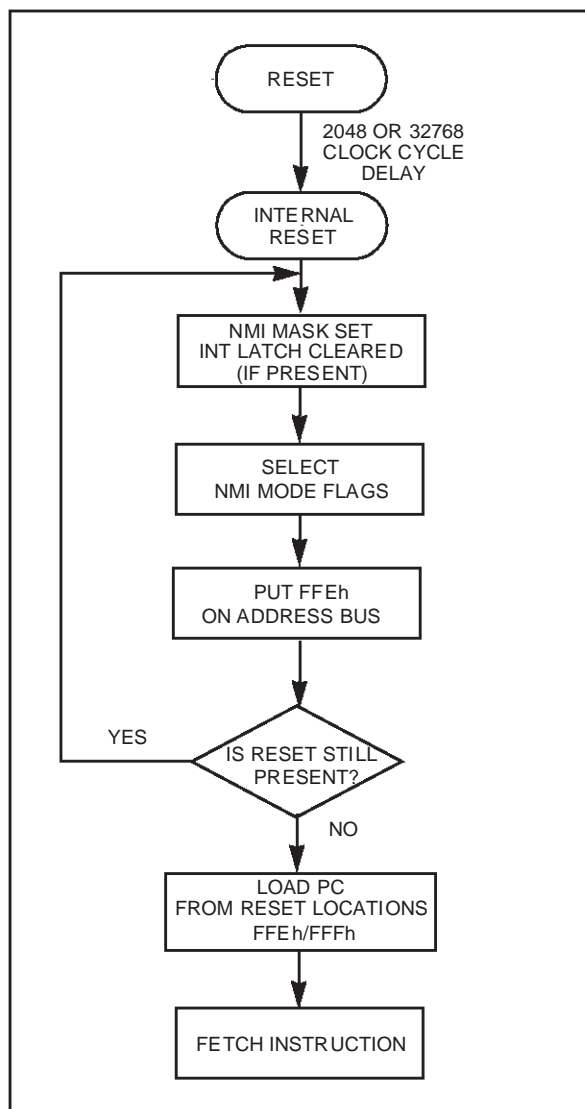 RESET
2048 OR 32768
CLOCK CYCLE
DELAY
INTERNAL
RESET
NMI MASK SET
INT LATCH CLEARED
(IF PRESENT)
SELECT
NMI MODE FLAGS
PUT FFEh
ON ADDRESS BUS
YES
IS RESET STILL
PRESENT?
NO
LOAD PC
FROM RESET LOCATIONS
FFEh/FFFh
FETCH INSTRUCTION